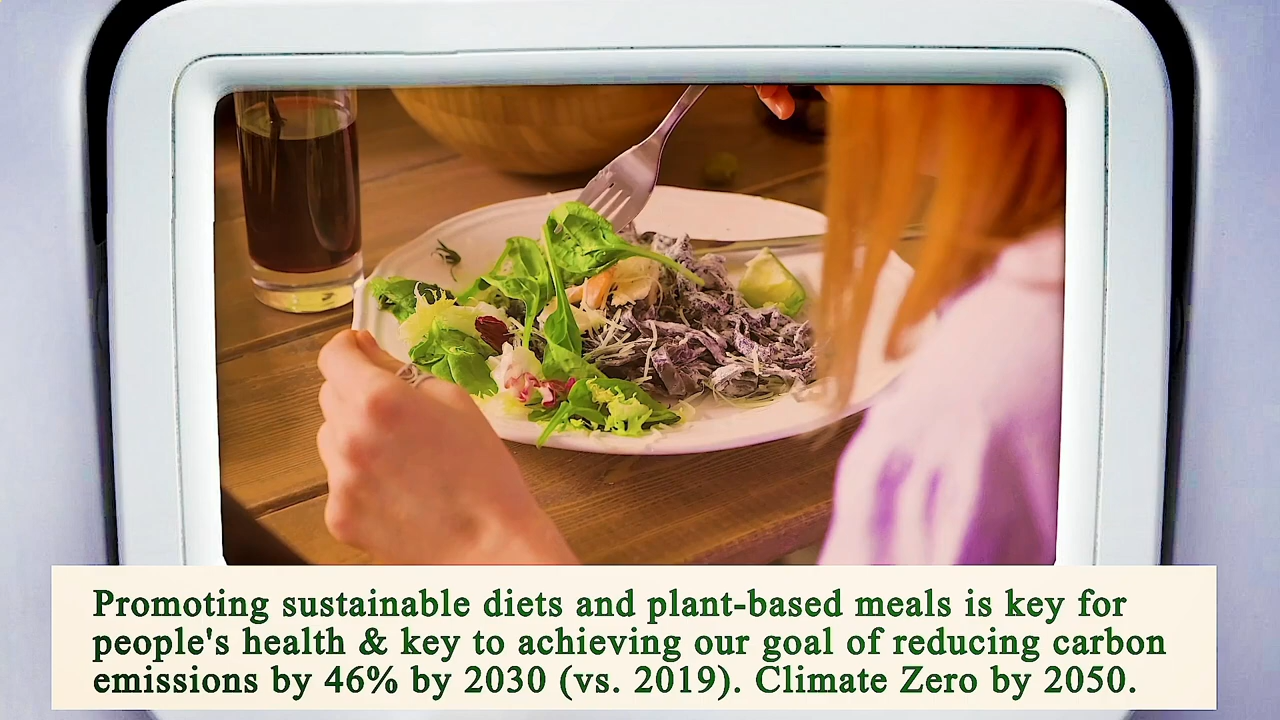 Promoting sustainable diets and plant-based meals is key for
people's health & key to achieving our goal of reducing carbon
emissions by 46% by 2030 (vs. 2019). Climate Zero by 2050.